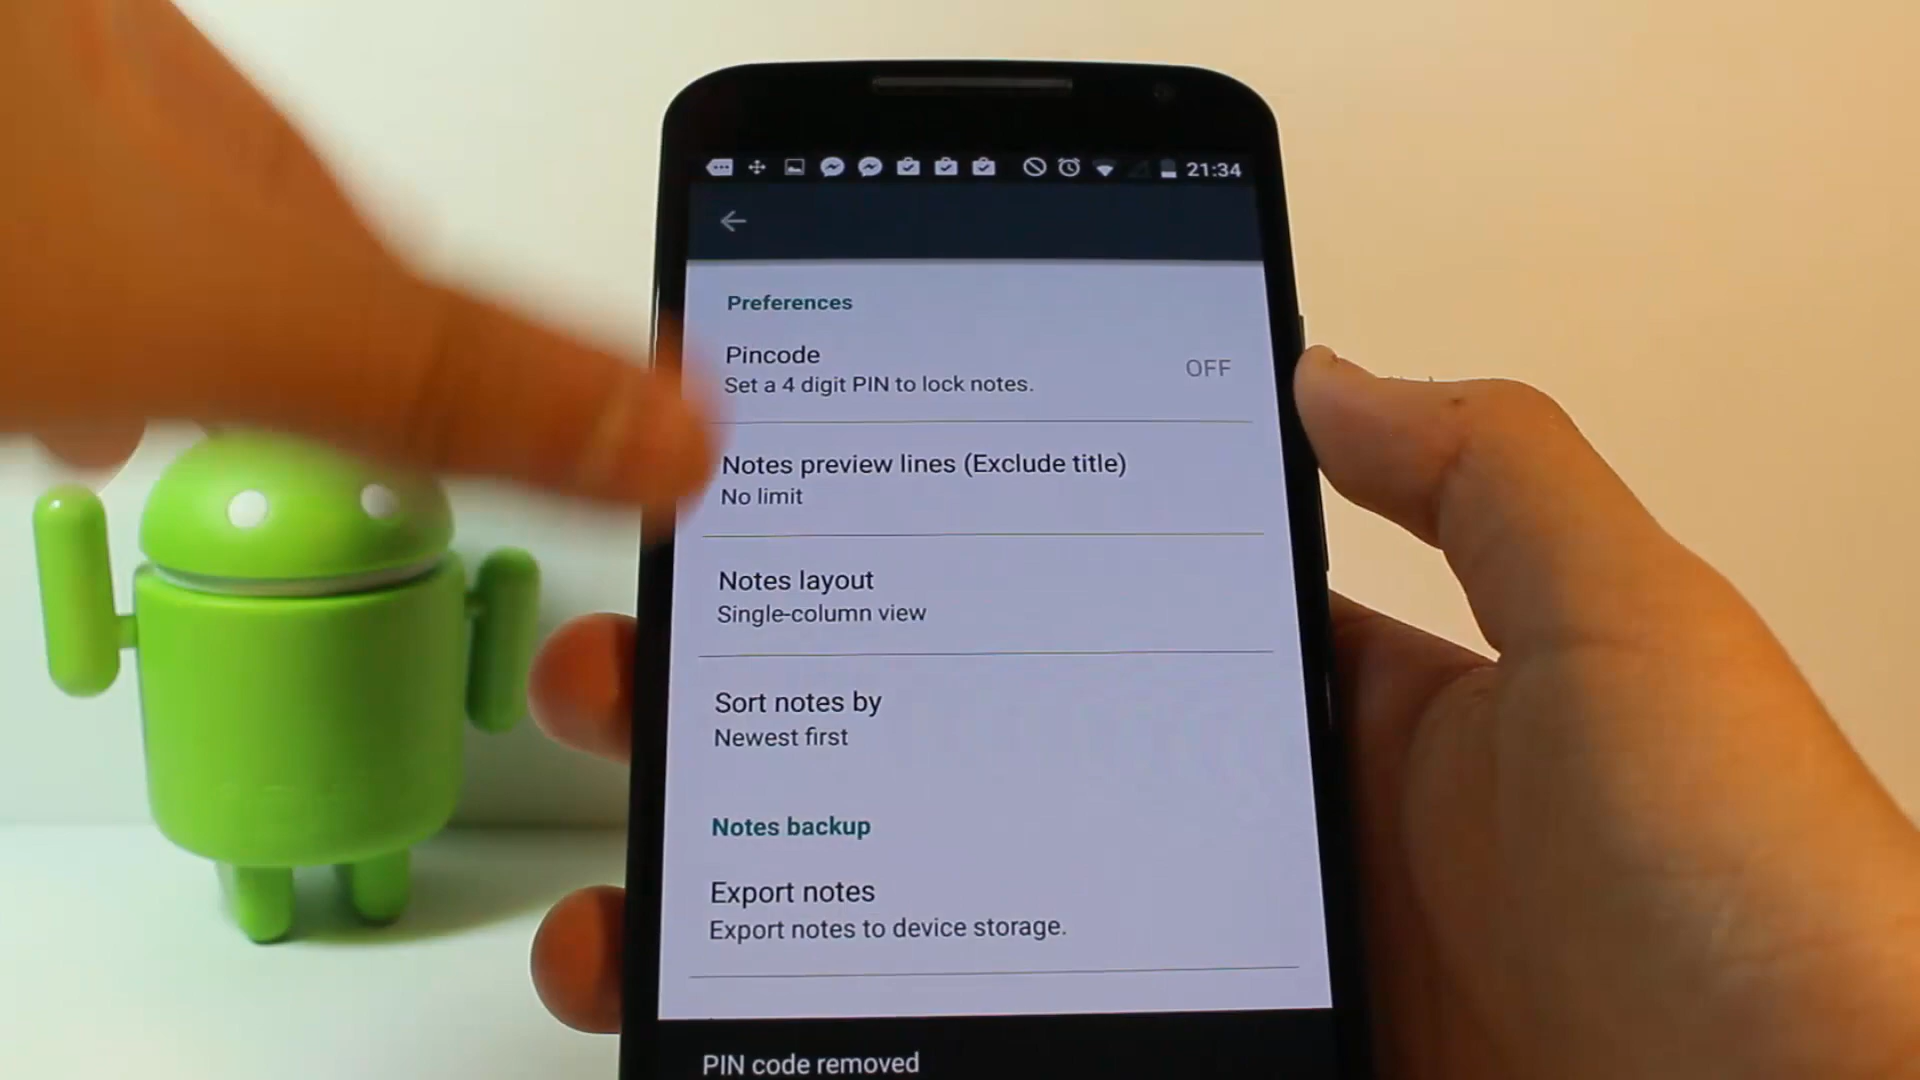 21:34
Preferences
Pincode
Set a 4 digit PIN to lock notes.
OFF
Notes preview lines (Exclude title)
No limit
Notes layout
Single-column view
Sort notes by
Newest first
Notes backup
Export notes
Export notes to device storage.
PIN code removed